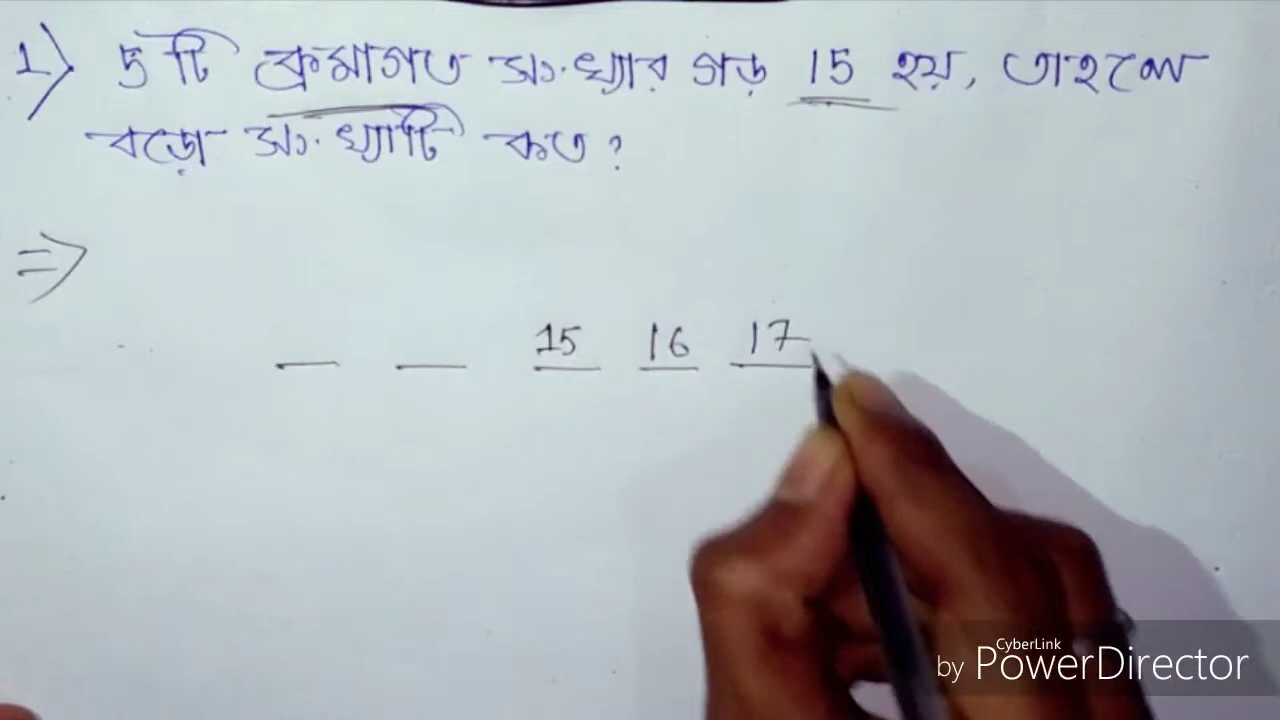 1) 5 টি ক্রমাগত সংখ্যার গড় 15 হয়, তাহলে
বড়ো সংখ্যাটি কত?
⇒
15 16 17
CyberLink
by PowerDirector